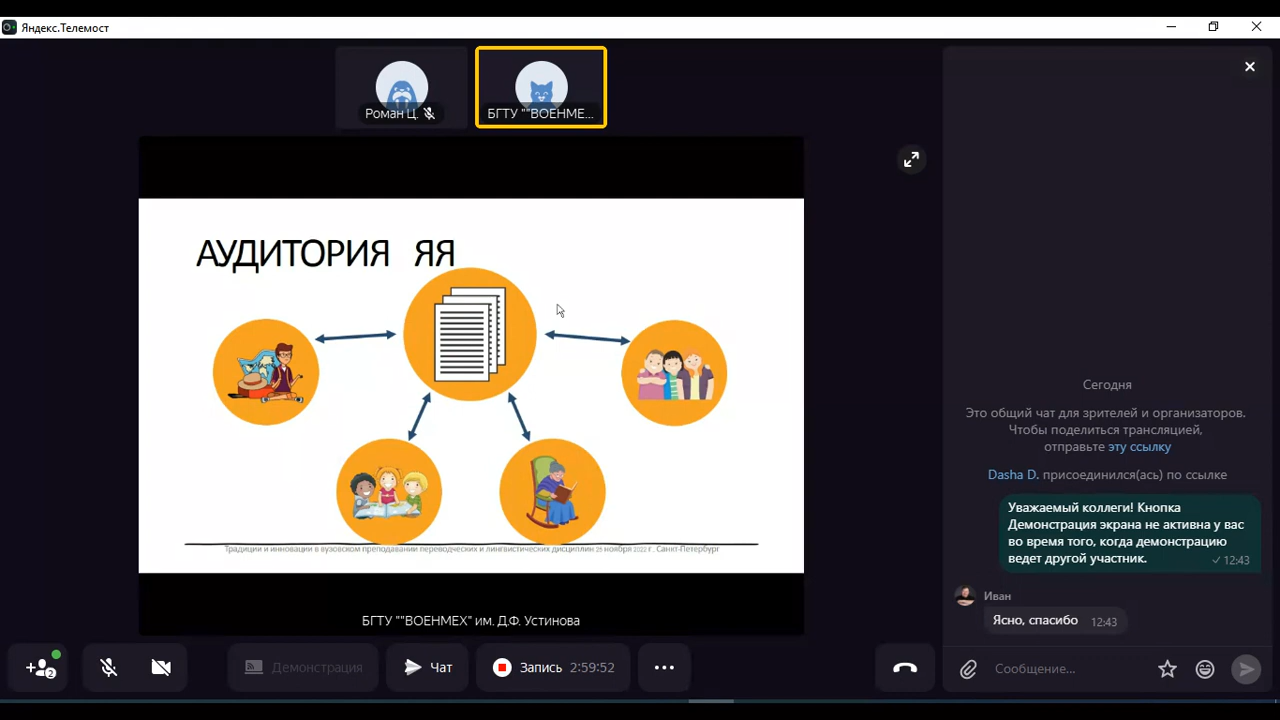 Яндекс.Телемост
Роман Ц.
БГТУ ""ВОЕНМЕ...
АУДИТОРИЯ ЯЯ
Традиции и инновации в вузовском преподавании переводческих и лингвистических дисциплин 25 ноября 2022 г. Санкт-Петербург
БГТУ ""ВОЕНМЕХ" им. Д.Ф. Устинова
2
Демонстрация
Чат
Запись 2:59:52
Сегодня
Это общий чат для зрителей и организаторов.
Чтобы поделиться трансляцией,
отправьте эту ссылку
Dasha D. присоединился(ась) по ссылке
Уважаемый коллеги! Кнопка
Демонстрация экрана не активна у вас
во время того, когда демонстрацию
ведет другой участник.
12:43
Иван
Ясно, спасибо 12:43
Сообщение...